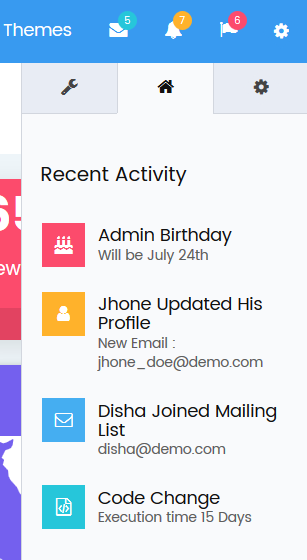 Themes
5
7
6
Recent Activity
Admin Birthday
Will be July 24th
Jhone Updated His
Profile
New Email :
jhone_doe@demo.com
Disha Joined Mailing
List
disha@demo.com
Code Change
Execution time 15 Days